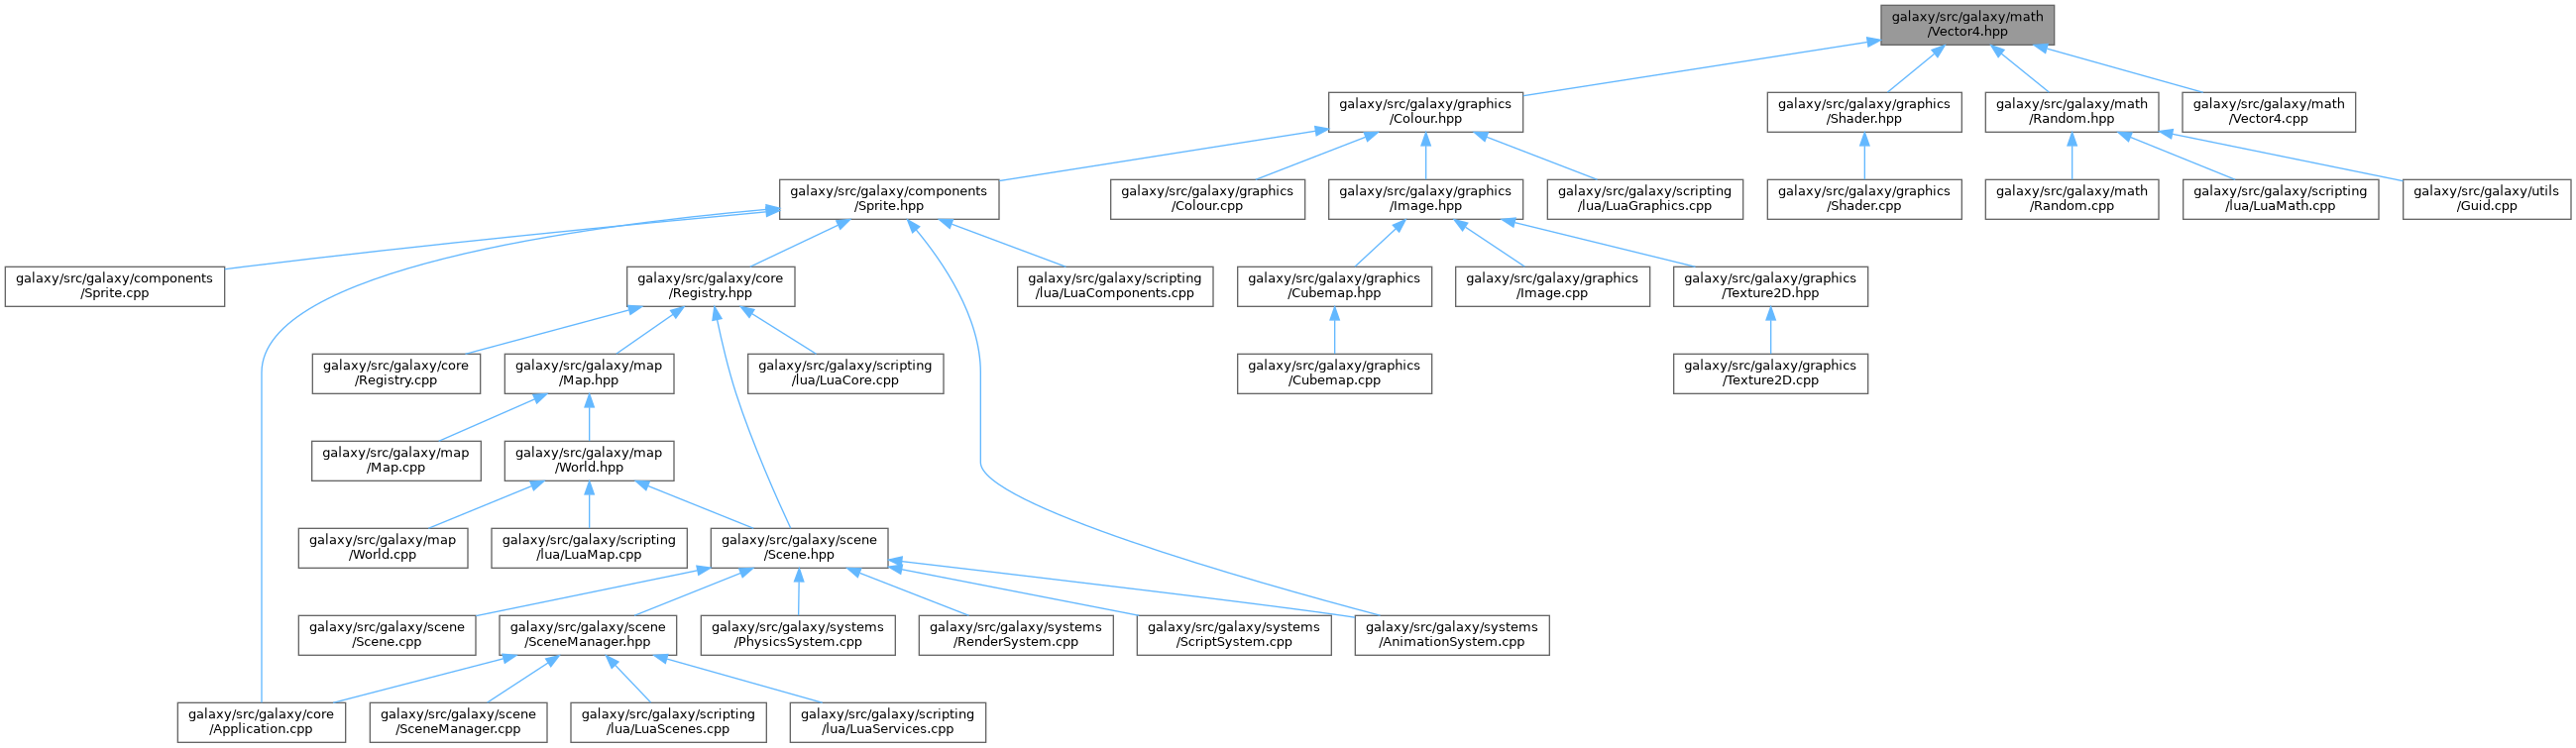 galaxy/src/galaxy/math
/Vector4.hpp
galaxy/src/galaxy/graphics
/Colour.hpp
galaxy/src/galaxy/graphics
/Shader.hpp
galaxy/src/galaxy/math
/Random.hpp
galaxy/src/galaxy/math
/Vector4.cpp
galaxy/src/galaxy/components
/Sprite.hpp
galaxy/src/galaxy/graphics
/Colour.cpp
galaxy/src/galaxy/graphics
/Image.hpp
galaxy/src/galaxy/scripting
/lua/LuaGraphics.cpp
galaxy/src/galaxy/graphics
/Shader.cpp
galaxy/src/galaxy/math
/Random.cpp
galaxy/src/galaxy/scripting
/lua/LuaMath.cpp
galaxy/src/galaxy/utils
/Guid.cpp
galaxy/src/galaxy/components
/Sprite.cpp
galaxy/src/galaxy/core
/Registry.hpp
galaxy/src/galaxy/scripting
/lua/LuaComponents.cpp
galaxy/src/galaxy/graphics
/Cubemap.hpp
galaxy/src/galaxy/graphics
/Image.cpp
galaxy/src/galaxy/graphics
/Texture2D.hpp
galaxy/src/galaxy/core
/Registry.cpp
galaxy/src/galaxy/map
/Map.hpp
galaxy/src/galaxy/scripting
/lua/LuaCore.cpp
galaxy/src/galaxy/graphics
/Cubemap.cpp
galaxy/src/galaxy/graphics
/Texture2D.cpp
galaxy/src/galaxy/map
/Map.cpp
galaxy/src/galaxy/map
/World.hpp
galaxy/src/galaxy/map
/World.cpp
galaxy/src/galaxy/scripting
/lua/LuaMap.cpp
galaxy/src/galaxy/scene
/Scene.hpp
galaxy/src/galaxy/scene
/Scene.cpp
galaxy/src/galaxy/scene
/SceneManager.hpp
galaxy/src/galaxy/systems
/PhysicsSystem.cpp
galaxy/src/galaxy/systems
/RenderSystem.cpp
galaxy/src/galaxy/systems
/ScriptSystem.cpp
galaxy/src/galaxy/systems
/AnimationSystem.cpp
galaxy/src/galaxy/core
/Application.cpp
galaxy/src/galaxy/scene
/SceneManager.cpp
galaxy/src/galaxy/scripting
/lua/LuaScenes.cpp
galaxy/src/galaxy/scripting
/lua/LuaServices.cpp